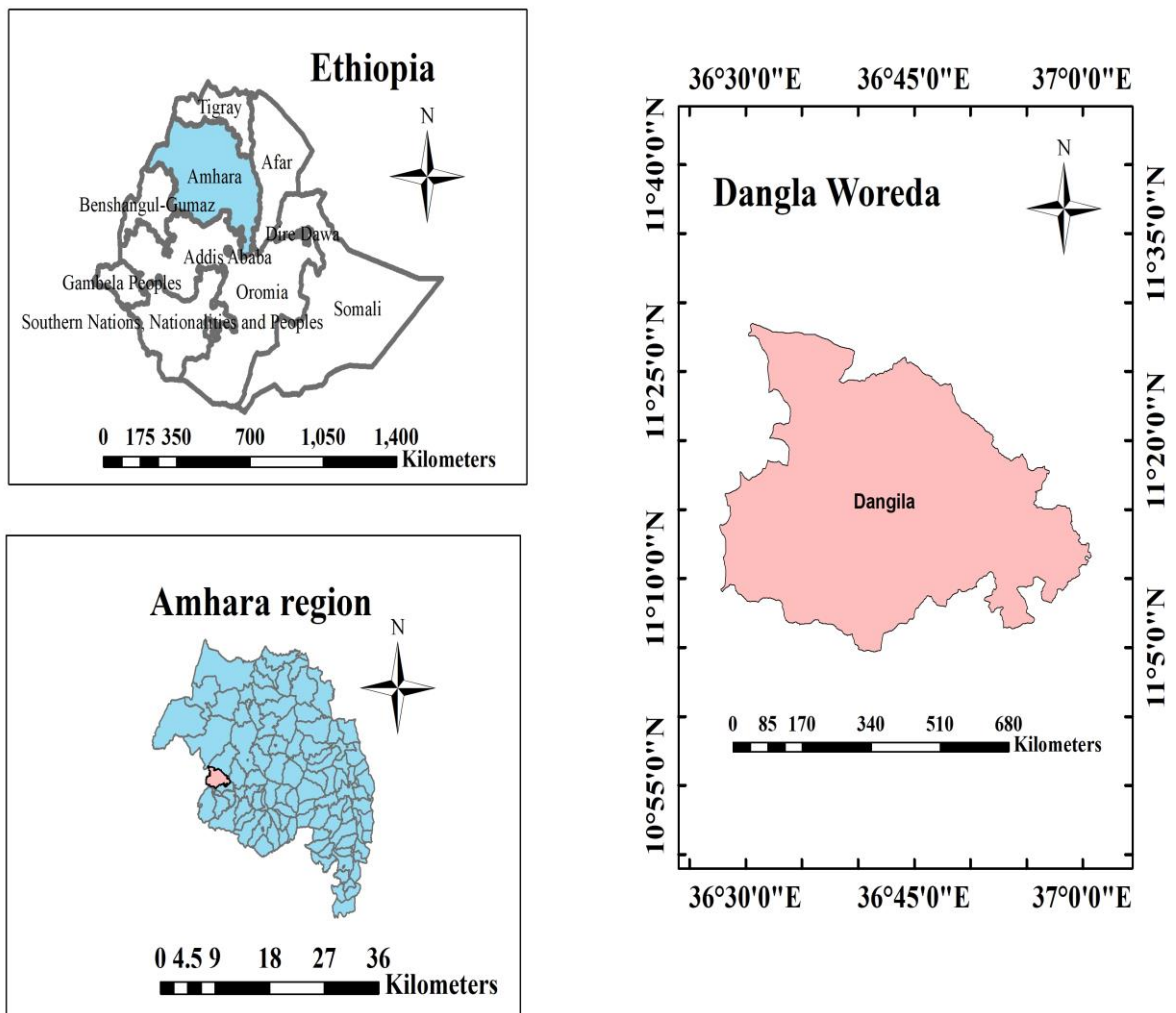 Ethiopia
N
Tigray
Afar
Amhara
Benshangul-Gumaz
Dire Dawa
Addis Ababa
Gambela Peoples
Oromia
Somali
Southern Nations, Nationalities and Peoples
0 175 350 700 1,050 1,400
Kilometers
Amhara region
N
0 4.5 9 18 27 36
Kilometers
36°30'0"E 36°45'0"E 37°0'0"E
11°40'0"N
11°35'0"N
Dangla Woreda
N
11°25'0"N
11°20'0"N
Dangila
11°10'0"N
11°5'0"N
0 85 170 340 510 680
Kilometers
10°55'0"N
36°30'0"E 36°45'0"E 37°0'0"E